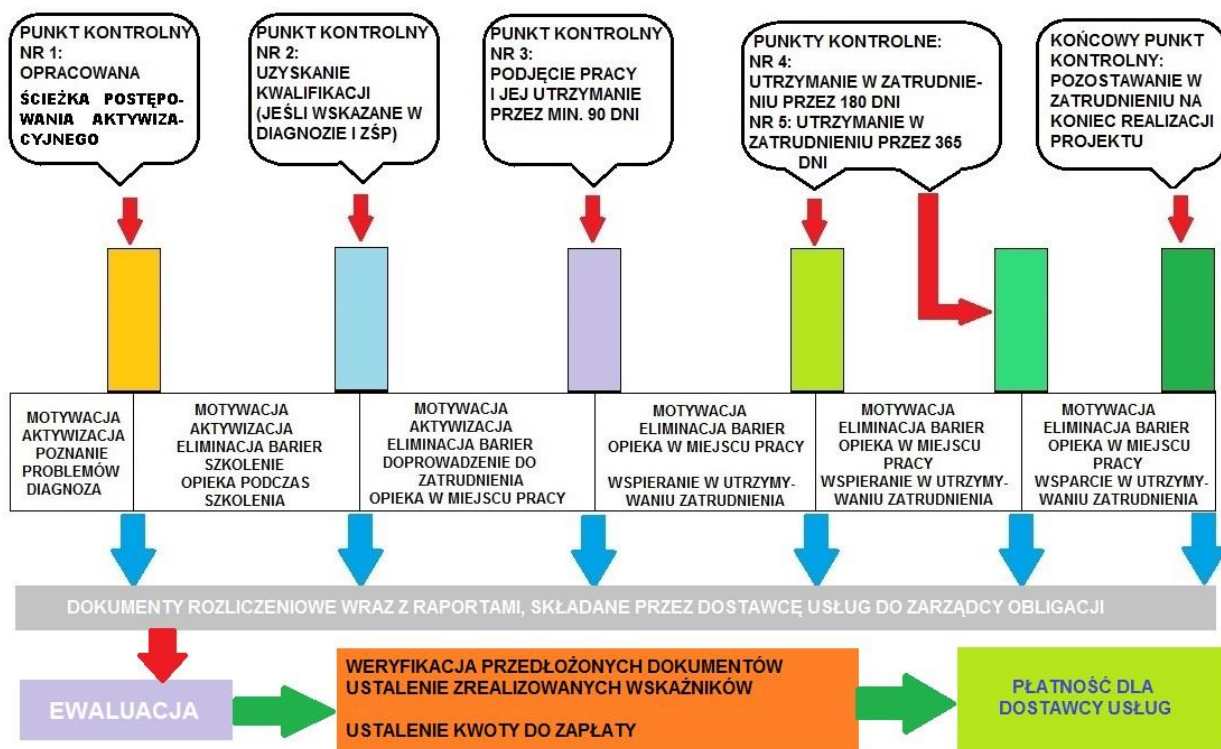 PUNKT KONTROLNY
NR 1:
OPRACOWANA
ŚCIEŻKA POSTĘPO-
WANIA AKTYWIZA-
CYJNEGO
PUNKT KONTROLNY
NR 2:
UZYSKANIE
KWALIFIKACJI
(JEŚLI WSKAZANE W
DIAGNOZIE I ZŚP)
PUNKT KONTROLNY
NR 3:
PODJĘCIE PRACY
I JEJ UTRZYMANIE
PRZEZ MIN. 90 DNI
PUNKTY KONTROLNE:
NR 4:
UTRZYMANIE W ZATRUDNIE-
NIU PRZEZ 180 DNI
NR 5: UTRZYMANIE W
ZATRUDNIENIU PRZEZ 365
DNI
KOŃCOWY PUNKT
KONTROLNY:
POZOSTAWANIE W
ZATRUDNIENIU NA
KONIEC REALIZACJI
PROJEKTU
MOTYWACJA
AKTYWIZACJA
POZNANIE
PROBLEMÓW
DIAGNOZA
MOTYWACJA
AKTYWIZACJA
ELIMINACJA BARIER
SZKOLENIE
OPIEKA PODCZAS
SZKOLENIA
MOTYWACJA
AKTYWIZACJA
ELIMINACJA BARIER
DOPROWADZENIE DO
ZATRUDNIENIA
OPIEKA W MIEJSCU PRACY
MOTYWACJA
ELIMINACJA BARIER
OPIEKA W MIEJSCU PRACY
WSPIERANIE W UTRZYMY-
WANIU ZATRUDNIENIA
MOTYWACJA
ELIMINACJA BARIER
OPIEKA W MIEJSCU
PRACY
WSPIERANIE W UTRZYMY-
WANIU ZATRUDNIENIA
MOTYWACJA
ELIMINACJA BARIER
OPIEKA W MIEJSCU
PRACY
WSPARCIE W UTRZYMY-
WANIU ZATRUDNIENIA
DOKUMENTY ROZLICZENIOWE WRAZ Z RAPORTAMI, SKŁADANE PRZEZ DOSTAWCĘ USŁUG DO ZARZĄDCY OBLIGACJI
EWALUACJA
WERYFIKACJA PRZEDŁOŻONYCH DOKUMENTÓW
USTALENIE ZREALIZOWANYCH WSKAŹNIKÓW
USTALENIE KWOTY DO ZAPŁATY
PŁATNOŚĆ DLA
DOSTAWCY USŁUG